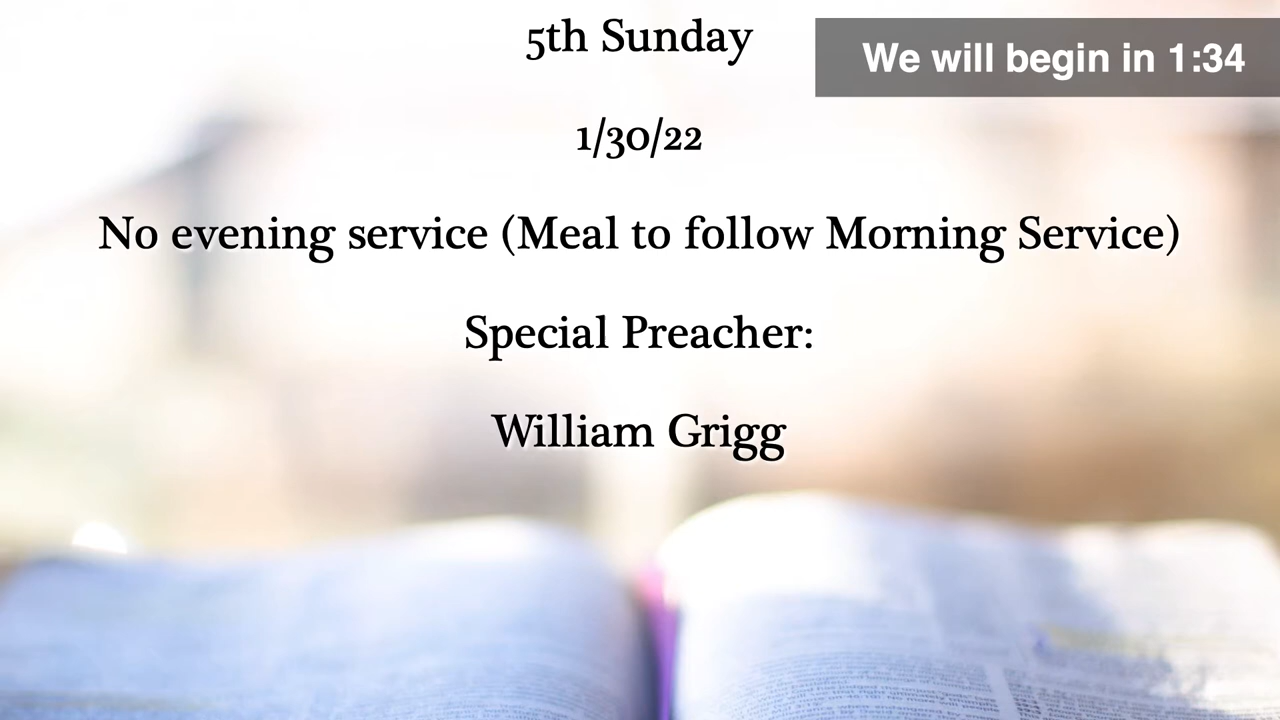 5th Sunday
We will begin in 1:34
1/30/22
No evening service (Meal to follow Morning Service)
Special Preacher:
William Grigg